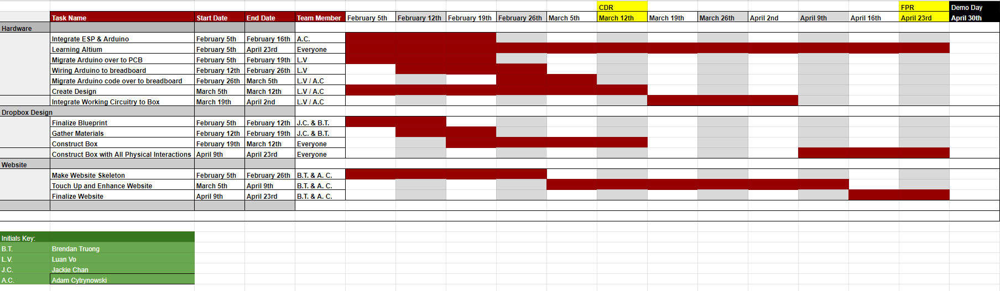 CDR FPR Demo Day
Task Name Start Date End Date Team Member February 5th February 12th February 19th February 26th March 5th March 12th March 19th March 26th April 2nd April 9th April 16th April 23rd April 30th
Hardware
Integrate ESP & Arduino February 5th February 16th A.C.
Learning Altium February 5th April 23rd Everyone
Migrate Arduino over to PCB February 5th February 19th L.V
Wiring Arduino to breadboard February 12th February 26th L.V
Migrate Arduino code over to breadboard February 26th March 5th L.V / A.C
Create Design March 5th March 12th L.V / A.C
Integrate Working Circuitry to Box March 19th April 2nd L.V / A.C
Dropbox Design
Finalize Blueprint February 5th February 12th J.C. & B.T.
Gather Materials February 12th February 19th J.C. & B.T.
Construct Box February 19th March 12th Everyone
Construct Box with All Physical Interactions April 9th April 23rd Everyone
Website
Make Website Skeleton February 5th February 26th B.T. & A. C.
Touch Up and Enhance Website March 5th April 9th B.T. & A. C.
Finalize Website April 9th April 23rd B.T. & A. C.
Initials Key:
B.T. Brendan Truong
L.V. Luan Vo
J.C. Jackie Chan
A.C. Adam Cytrynowski